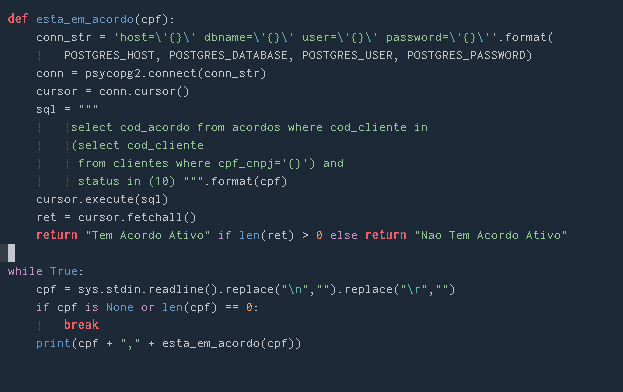 def esta_em_acordo(cpf):
    conn_str = 'host=\'{}\' dbname=\'{}\' user=\'{}\' password=\'{}\''.format(
        POSTGRES_HOST, POSTGRES_DATABASE, POSTGRES_USER, POSTGRES_PASSWORD)
    conn = psycopg2.connect(conn_str)
    cursor = conn.cursor()
    sql = """
        select cod_acordo from acordos where cod_cliente in
        (select cod_cliente
         from clientes where cpf_cnpj='{}') and
         status in (10) """.format(cpf)
    cursor.execute(sql)
    ret = cursor.fetchall()
    return "Tem Acordo Ativo" if len(ret) > 0 else return "Nao Tem Acordo Ativo"
while True:
    cpf = sys.stdin.readline().replace("\n","").replace("\r","")
    if cpf is None or len(cpf) == 0:
        break
    print(cpf + "," + esta_em_acordo(cpf))